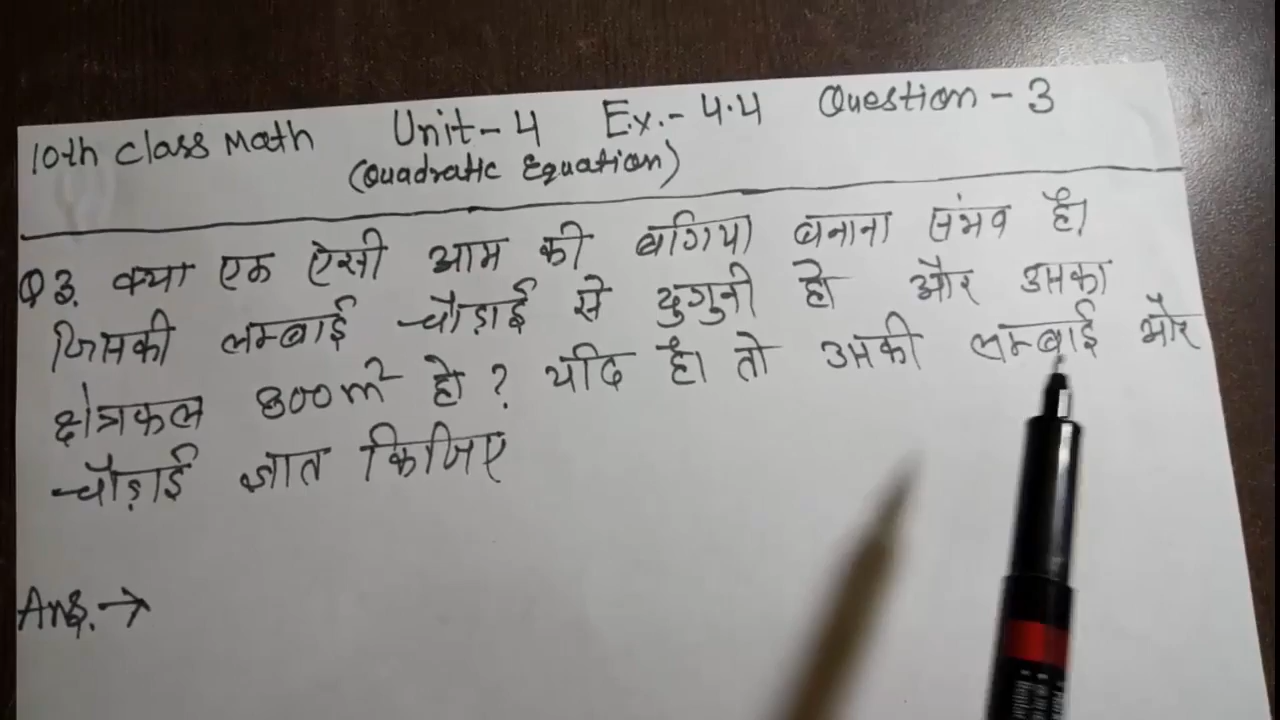 10th class Math Unit-4 Ex.-4.4 Question-3
(Quadratic Equation)
Q3. क्या एक ऐसी आम की बगिया बनाना संभव है।
जिसकी लम्बाई चौड़ाई से दुगुनी हो और उसका
क्षेत्रफल 800m² हो? यदि है। तो उसकी लम्बाई और
चौड़ाई ज्ञात किजिए
Ans.→